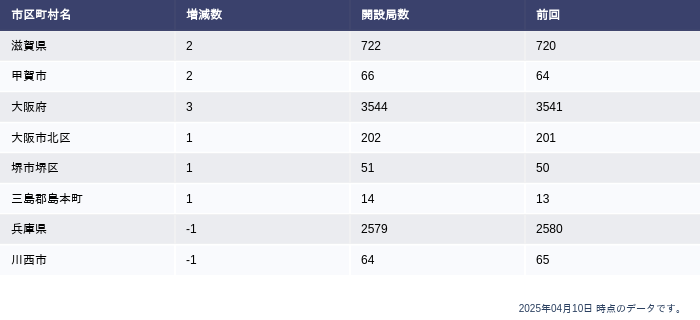 市区町村名 増減数 開設局数 前回
滋賀県 2 722 720
甲賀市 2 66 64
大阪府 3 3544 3541
大阪市北区 1 202 201
堺市堺区 1 51 50
三島郡島本町 1 14 13
兵庫県 -1 2579 2580
川西市 -1 64 65
2025年04月10日 時点のデータです。